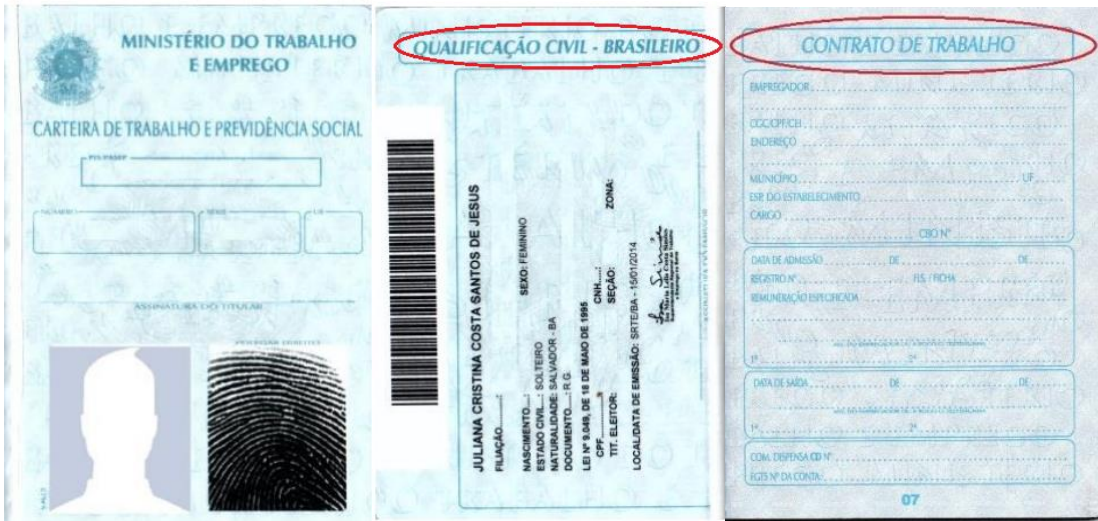 MINISTÉRIO DO TRABALHO
E EMPREGO
CARTEIRA DE TRABALHO E PREVIDÊNCIA SOCIAL
PIS/PASEP
NÚMERO SÉRIE UF
ASSINATURA DO TITULAR
POLEGAR DIREITO
QUALIFICAÇÃO CIVIL - BRASILEIRO
JULIANA CRISTINA COSTA SANTOS DE JESUS
FILIAÇÃO........:
NASCIMENTO....: SEXO: FEMININO
ESTADO CIVIL...: SOLTEIRO
NATURALIDADE: SALVADOR - BA
DOCUMENTO....: R.G.
LEI Nº 9.049, DE 18 DE MAIO DE 1995
CPF.............: CNH.....:
TIT. ELEITOR: SEÇÃO: ZONA:
LOCAL/DATA DE EMISSÃO: SRTE/BA - 15/01/2014
CONTRATO DE TRABALHO
EMPREGADOR
CGC/CPF/CEI
ENDEREÇO
MUNICÍPIO UF
ESP. DO ESTABELECIMENTO
CARGO
CBO Nº
DATA DE ADMISSÃO DE DE
REGISTRO Nº FLS. / FICHA
REMUNERAÇÃO ESPECIFICADA
1ª 2ª
DATA DE SAÍDA DE DE
1ª 2ª
COM. DISPENSA CD Nº
FGTS Nº DA CONTA
07